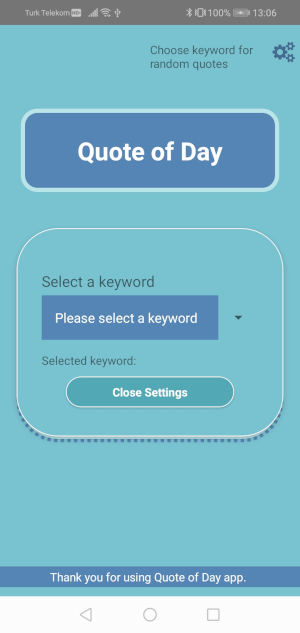 Turk Telekom HD 100% 13:06
Choose keyword for
random quotes
Quote of Day
Select a keyword
Please select a keyword
Selected keyword:
Close Settings
Thank you for using Quote of Day app.